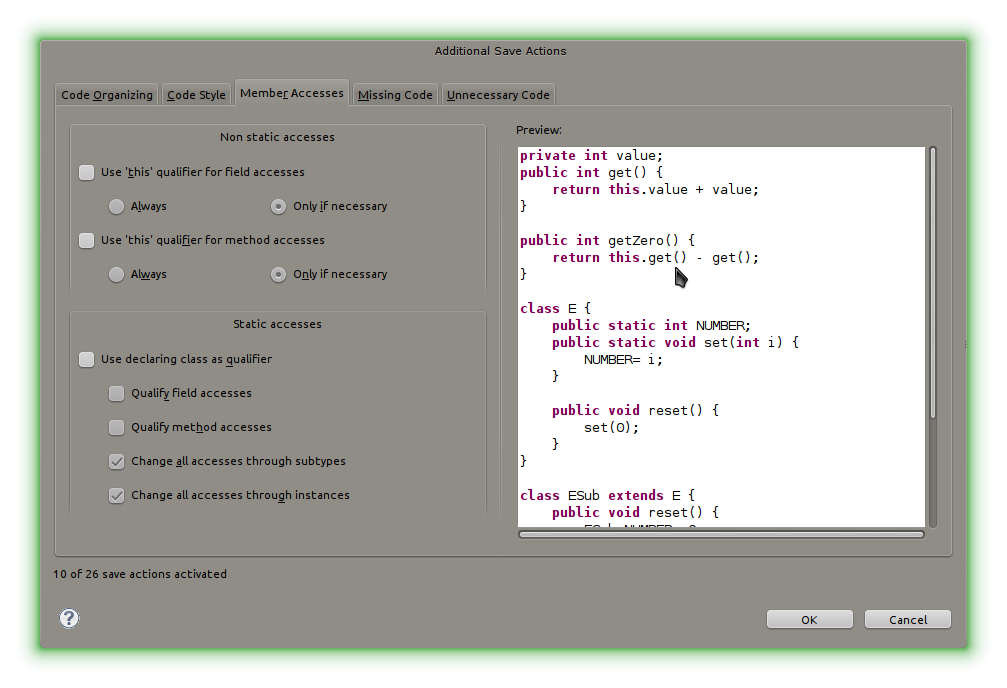 Additional Save Actions
Code Organizing
Code Style
Member Accesses
Missing Code
Unnecessary Code
Non static accesses
Use 'this' qualifier for field accesses
Always
Only if necessary
Use 'this' qualifier for method accesses
Always
Only if necessary
Static accesses
Use declaring class as qualifier
Qualify field accesses
Qualify method accesses
Change all accesses through subtypes
Change all accesses through instances
Preview:
private int value;
public int get() {
    return this.value + value;
}
public int getZero() {
    return this.get() - get();
}
class E {
    public static int NUMBER;
    public static void set(int i) {
        NUMBER= i;
    }
    public void reset() {
        set(0);
    }
}
class ESub extends E {
    public void reset() {
10 of 26 save actions activated
?
OK
Cancel